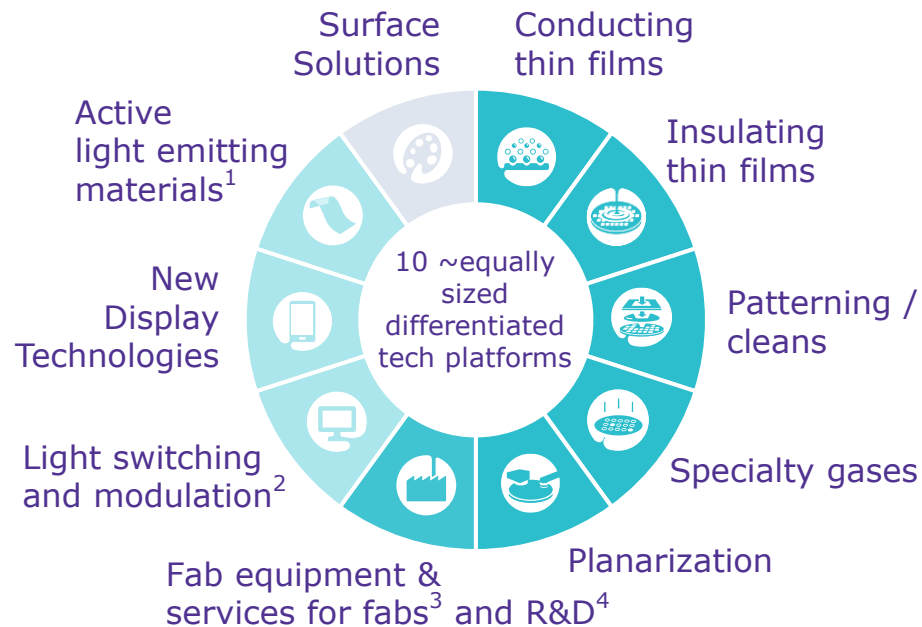 Surface
Solutions
Conducting
thin films
Active
light emitting
materials¹
Insulating
thin films
10 ~equally
sized
differentiated
tech platforms
New
Display
Technologies
Patterning /
cleans
Light switching
and modulation²
Specialty gases
Fab equipment &
services for fabs³ and R&D⁴
Planarization